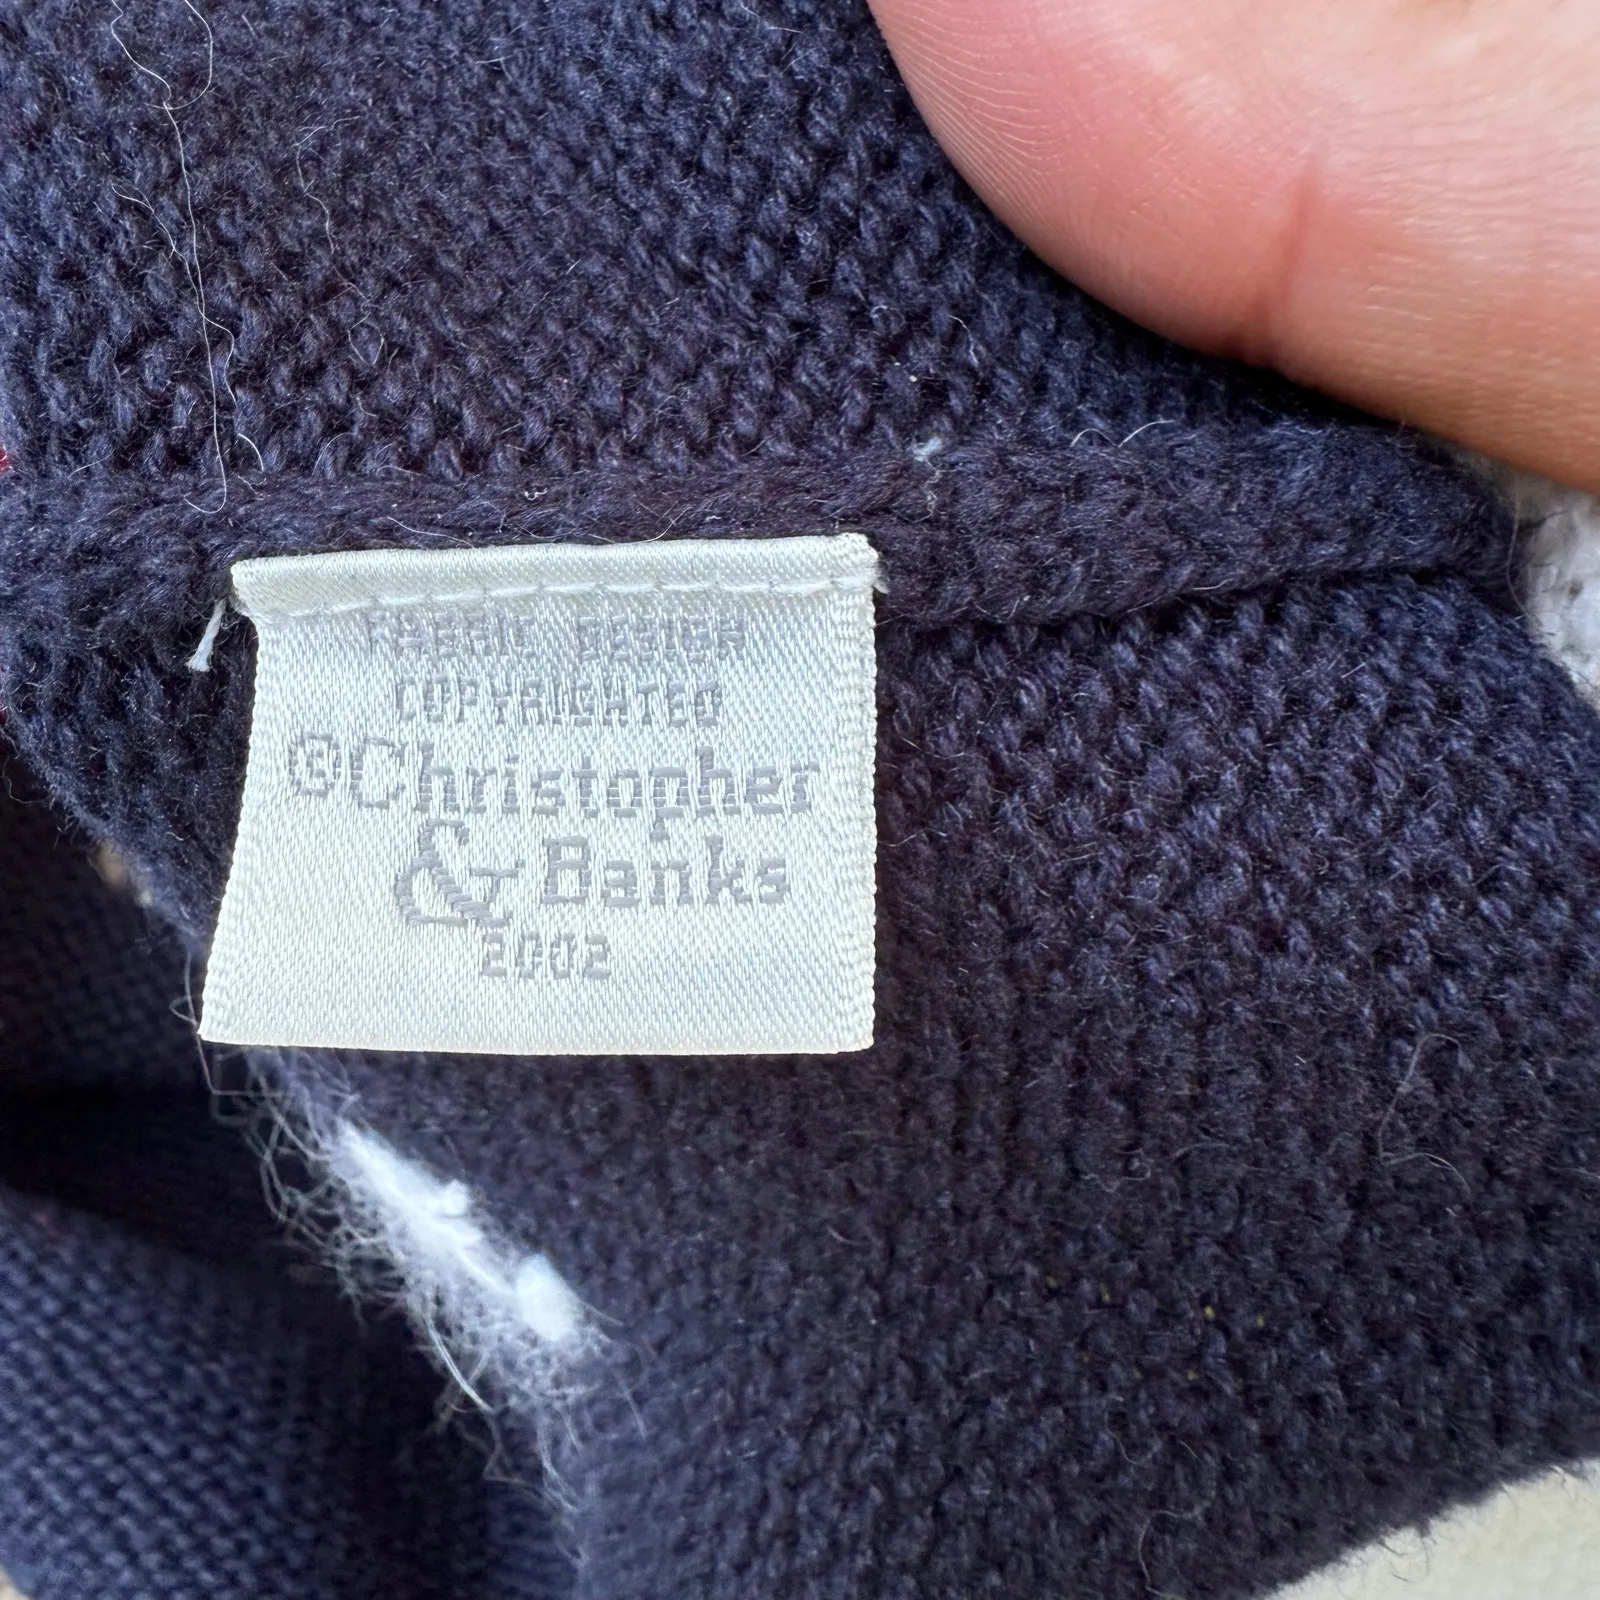 FABRIC DESIGN
COPYRIGHTED
©Christopher
& Banks
2002